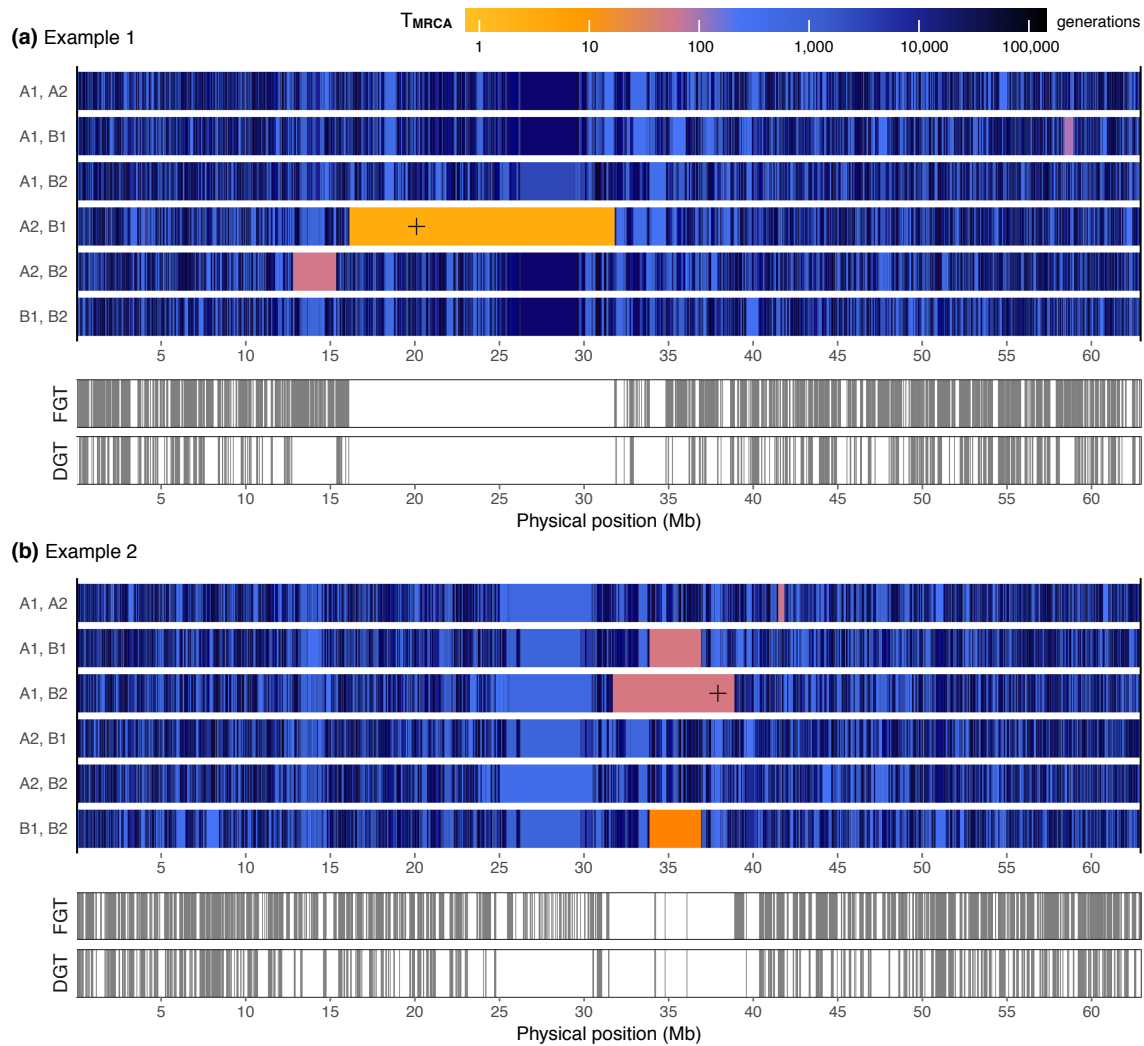 TMRCA generations
1 10 100 1,000 10,000 100,000
(a) Example 1
A1, A2
A1, B1
A1, B2
A2, B1
A2, B2
B1, B2
5 10 15 20 25 30 35 40 45 50 55 60
FGT
DGT
5 10 15 20 25 30 35 40 45 50 55 60
Physical position (Mb)
(b) Example 2
A1, A2
A1, B1
A1, B2
A2, B1
A2, B2
B1, B2
5 10 15 20 25 30 35 40 45 50 55 60
FGT
DGT
5 10 15 20 25 30 35 40 45 50 55 60
Physical position (Mb)